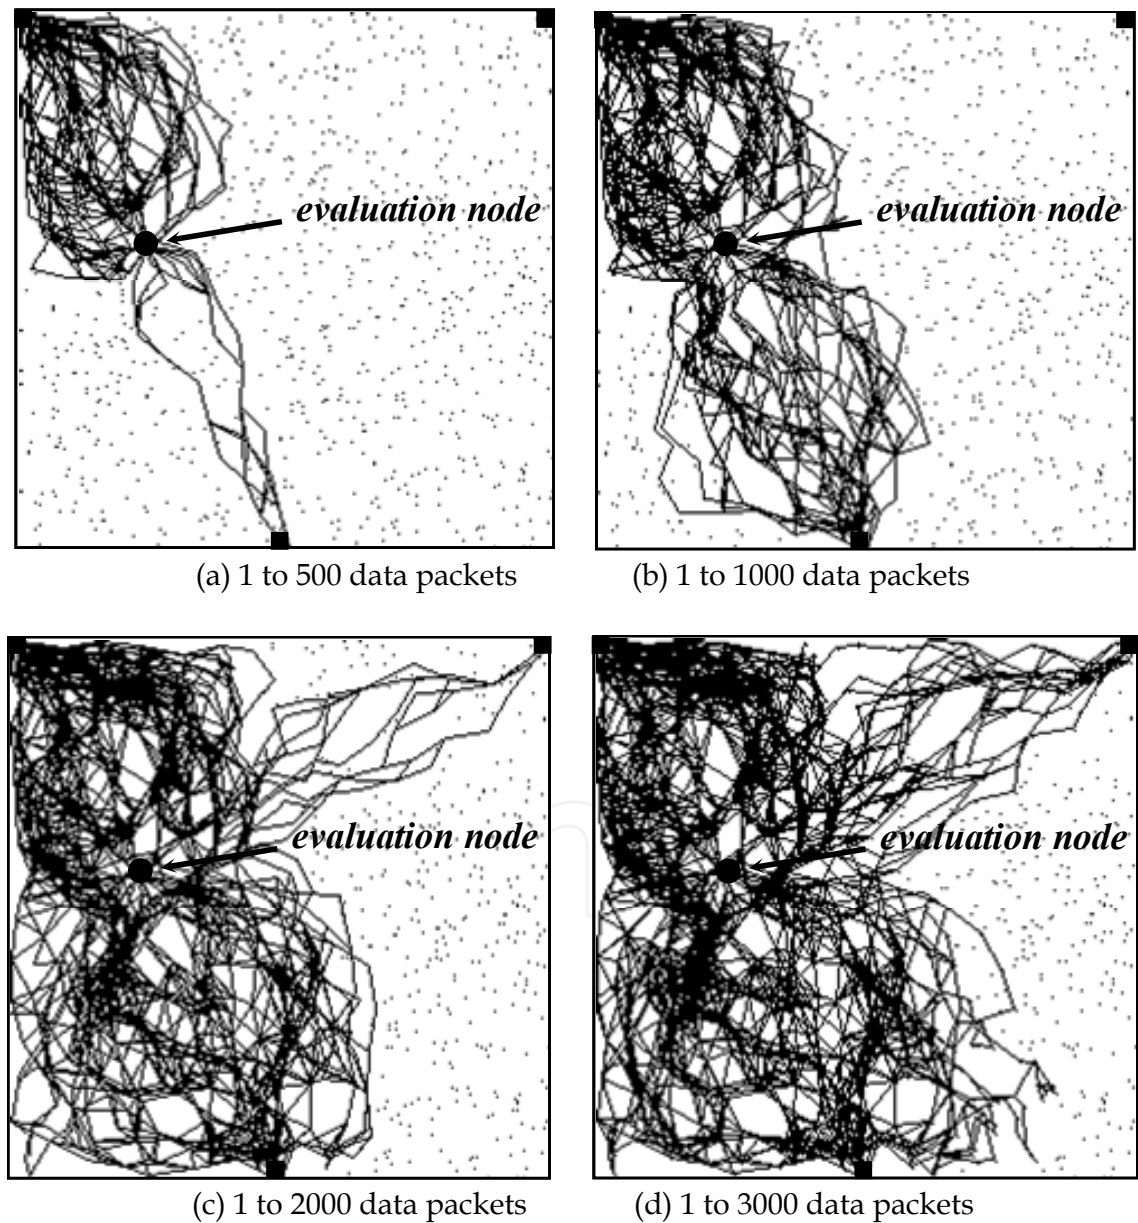 evaluation node
evaluation node
(a) 1 to 500 data packets
(b) 1 to 1000 data packets
evaluation node
evaluation node
(c) 1 to 2000 data packets
(d) 1 to 3000 data packets